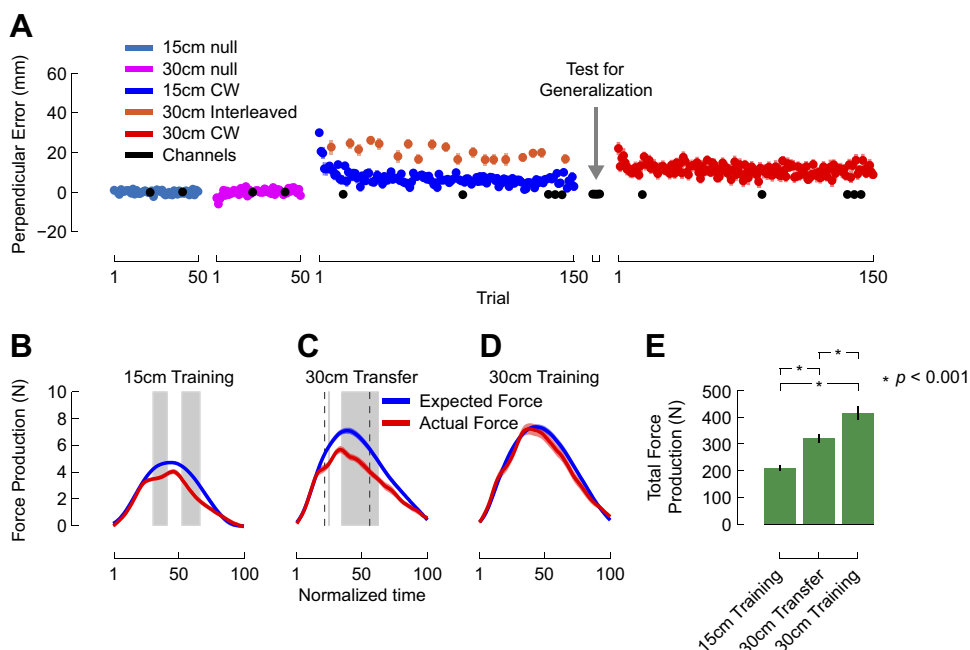 A
15cm null
30cm null
15cm CW
30cm Interleaved
30cm CW
Channels
Test for
Generalization
Perpendicular Error (mm)
60
40
20
0
−20
1 50 1 50 1 150 1 150
Trial
B C D E
15cm Training 30cm Transfer 30cm Training
Expected Force
Actual Force
Force Production (N)
10
8
6
4
2
0
1 50 100 1 50 100 1 50 100
Normalized time
* p < 0.001
*
* *
Total Force
Production (N)
500
400
300
200
100
0
15cm Training
30cm Transfer
30cm Training